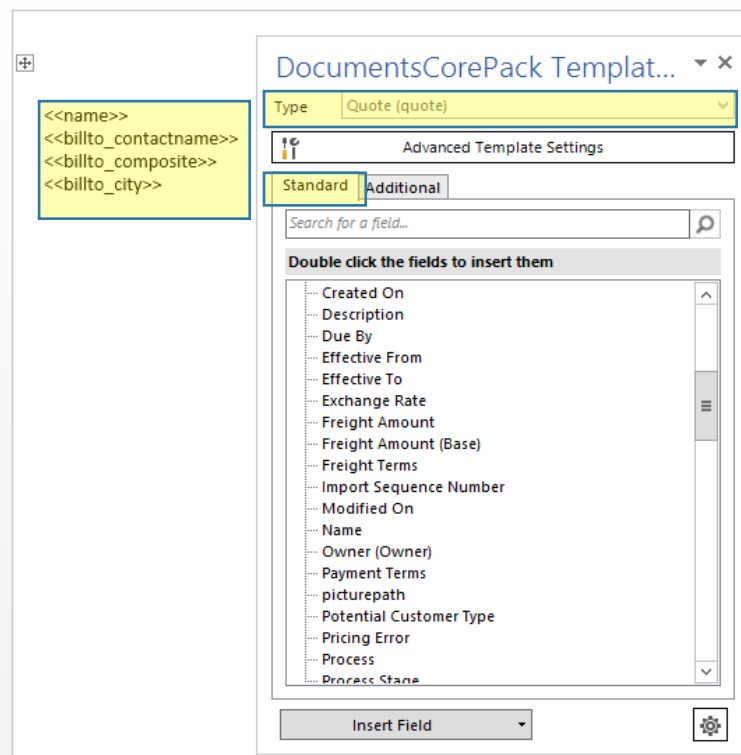 <<name>>
<<billto_contactname>>
<<billto_composite>>
<<billto_city>>
DocumentsCorePack Templat...
Type
Quote (quote)
Advanced Template Settings
Standard
Additional
Search for a field...
Double click the fields to insert them
Created On
Description
Due By
Effective From
Effective To
Exchange Rate
Freight Amount
Freight Amount (Base)
Freight Terms
Import Sequence Number
Modified On
Name
Owner (Owner)
Payment Terms
picturepath
Potential Customer Type
Pricing Error
Process
Process Stage
Insert Field